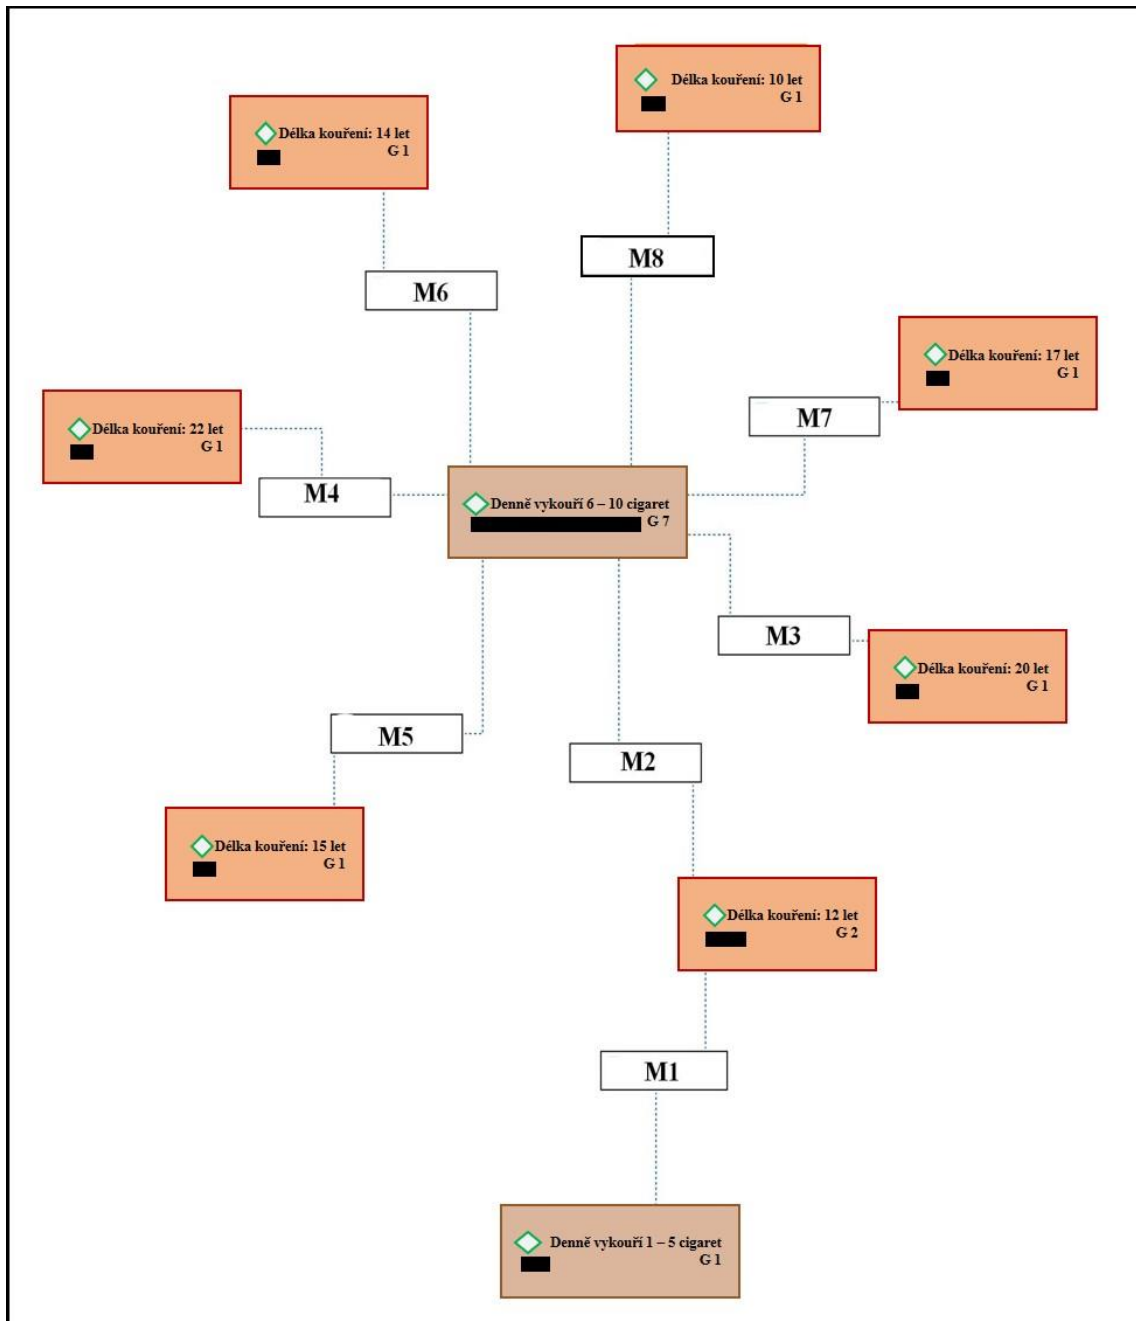 Délka kouření: 10 let
G 1
Délka kouření: 14 let
G 1
M8
M6
Délka kouření: 17 let
G 1
M7
Délka kouření: 22 let
G 1
M4
Denně vykouří 6 – 10 cigaret
G 7
M3
Délka kouření: 20 let
G 1
M5
M2
Délka kouření: 15 let
G 1
Délka kouření: 12 let
G 2
M1
Denně vykouří 1 – 5 cigaret
G 1